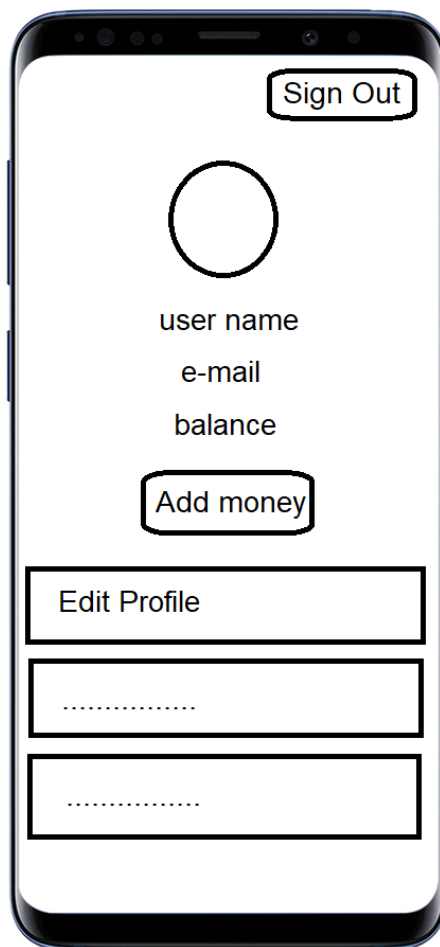 Sign Out
user name
e-mail
balance
Add money
Edit Profile
................
................